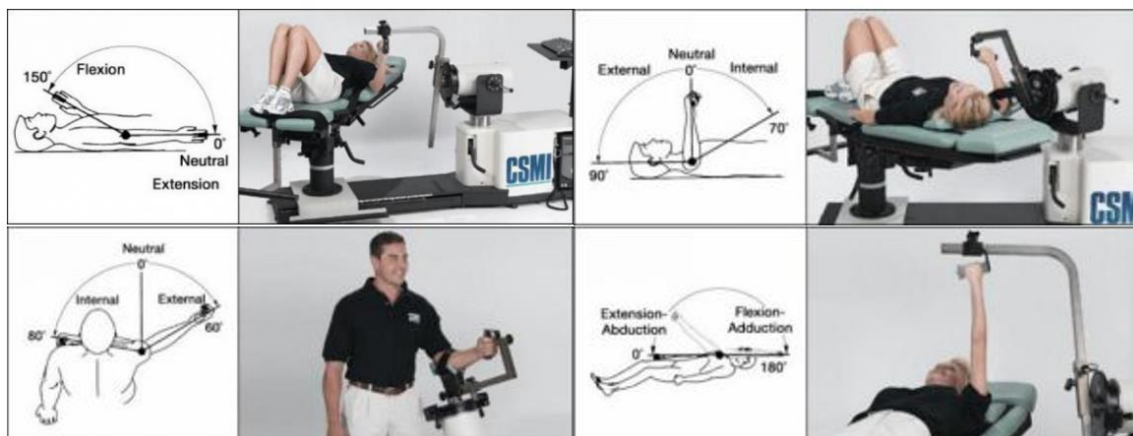 150°
Flexion
0°
Neutral
Extension
CSMI
Neutral
0°
External
Internal
70°
90°
CSM
Neutral
0°
Internal
External
80°
60°
Extension-
Abduction
Flexion-
Adduction
0°
180°